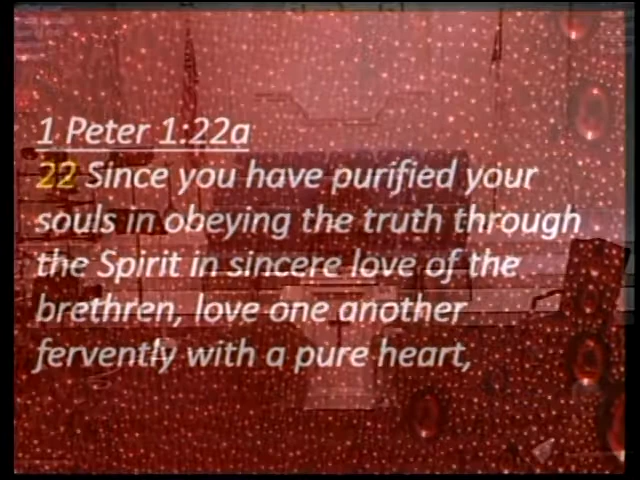 1 Peter 1:22a
22 Since you have purified your
souls in obeying the truth through
the Spirit in sincere love of the
brethren, love one another
fervently with a pure heart,